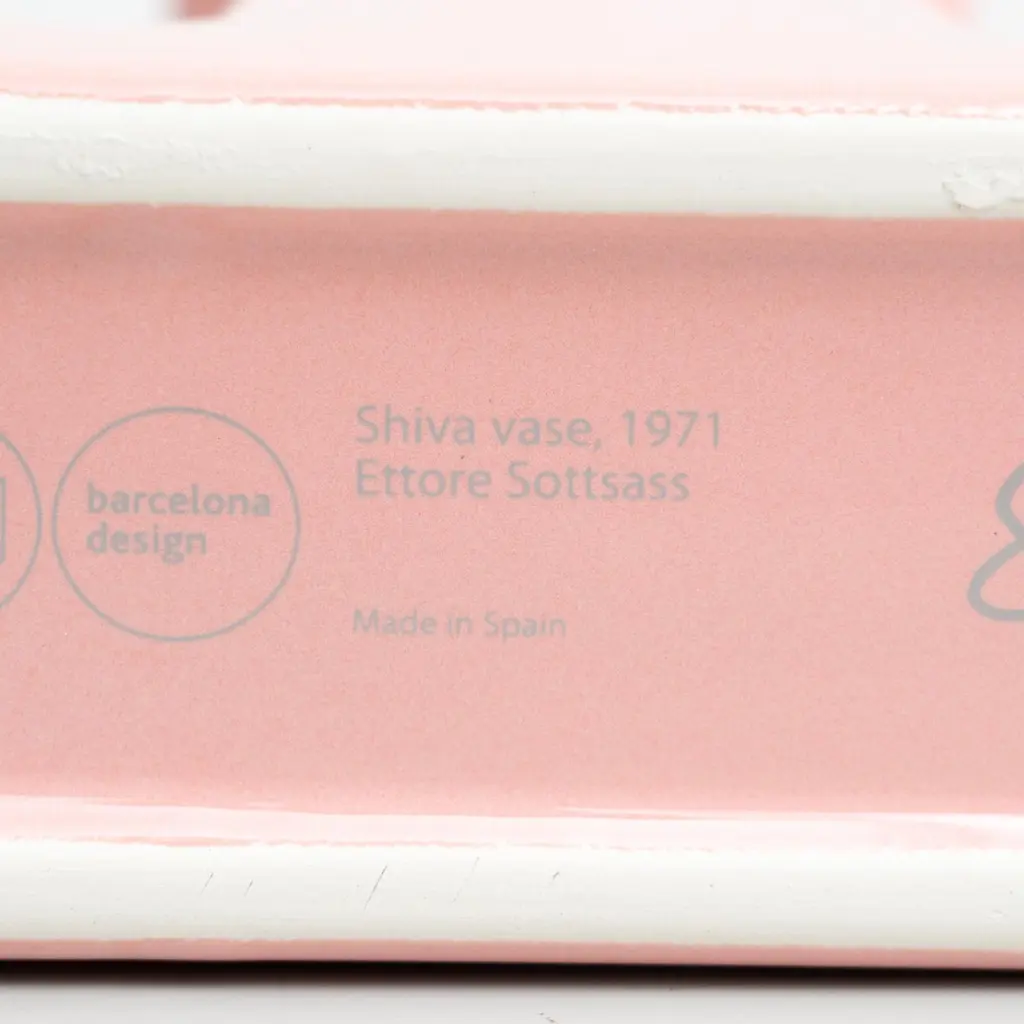 barcelona
design
Shiva vase, 1971
Ettore Sottsass
Made in Spain